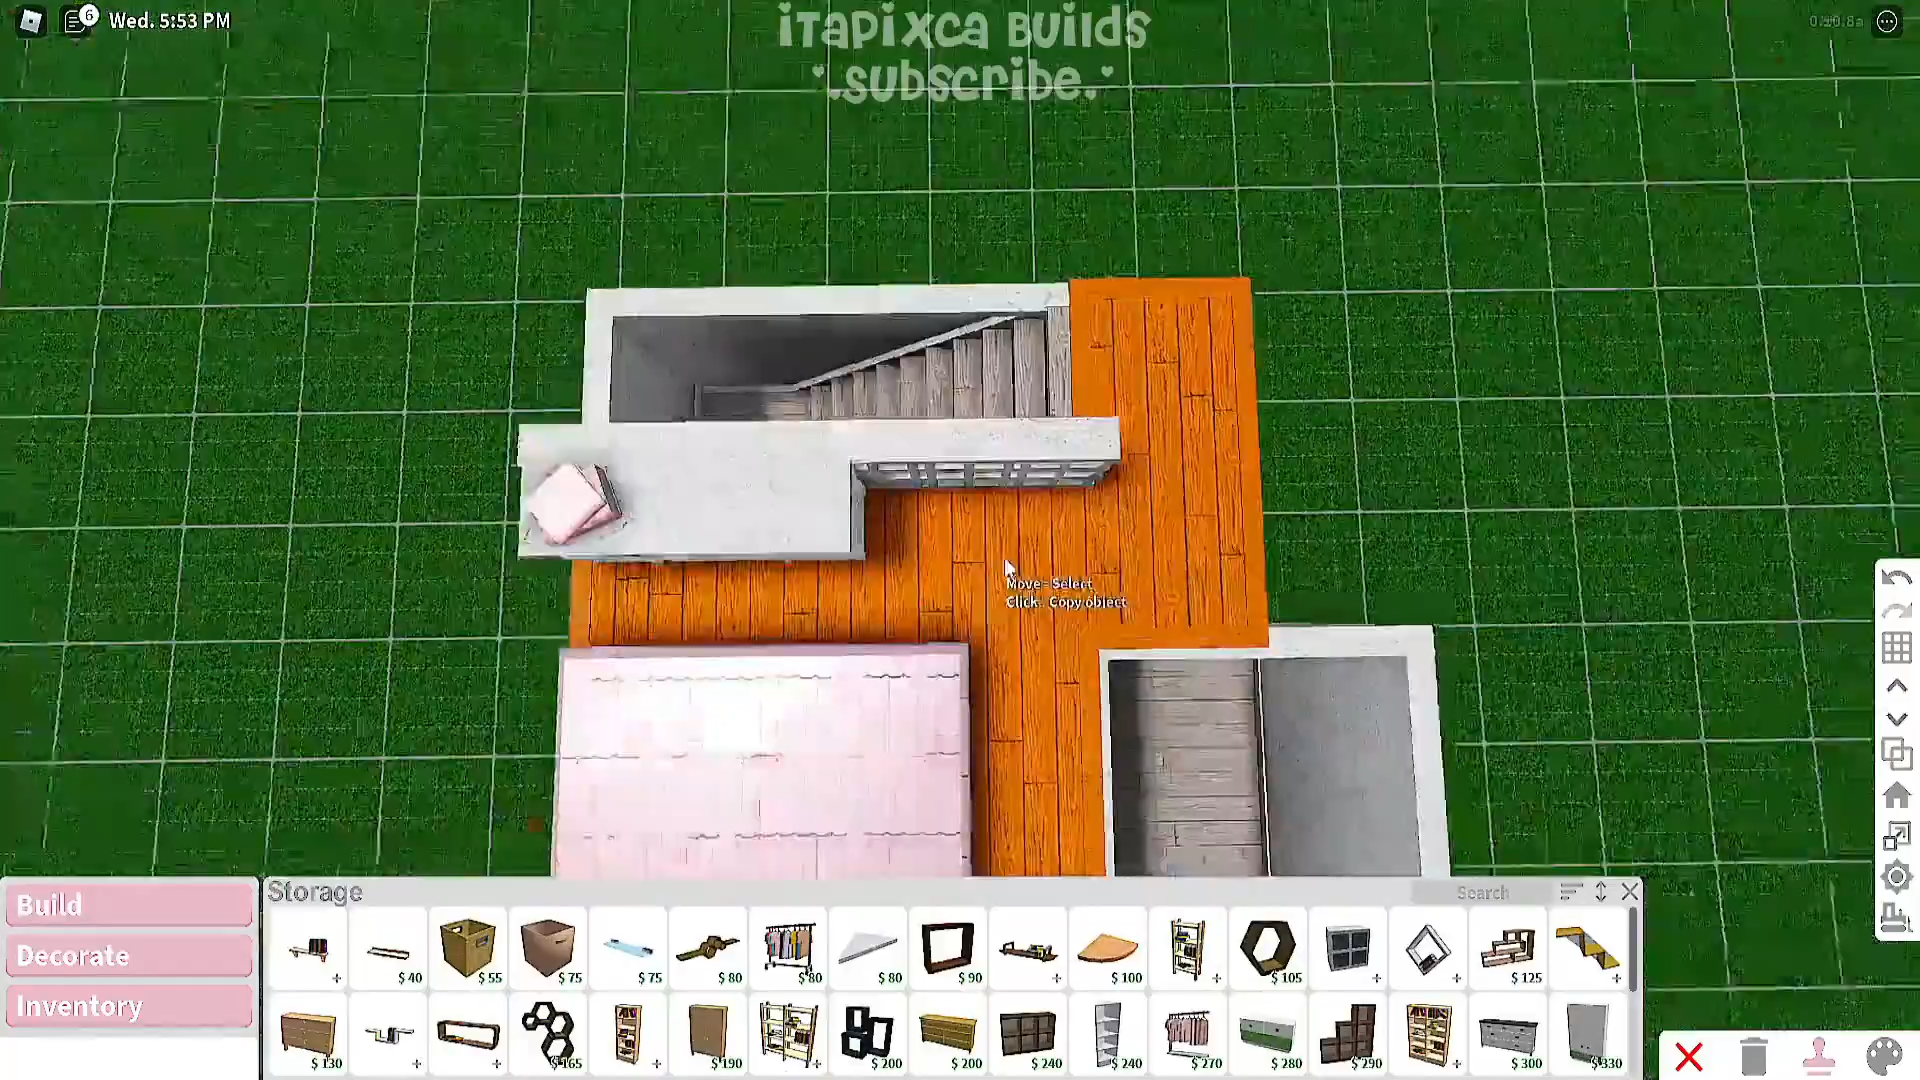 6 Wed. 5:53 PM
iTAPiXCA BUiLDS
.SUBSCRiBE.
Move - Select
Click - Copy object
Build
Decorate
Inventory
Storage
Search
+ $ 40 $ 55 $ 75 $ 75 $ 80 $ 80 $ 80 $ 90 + $ 100 + $ 105 + + $ 125 +
$ 130 + + $ 165 + $ 190 + $ 200 $ 200 $ 240 $ 240 $ 270 $ 280 $ 290 + $ 300 $ 330